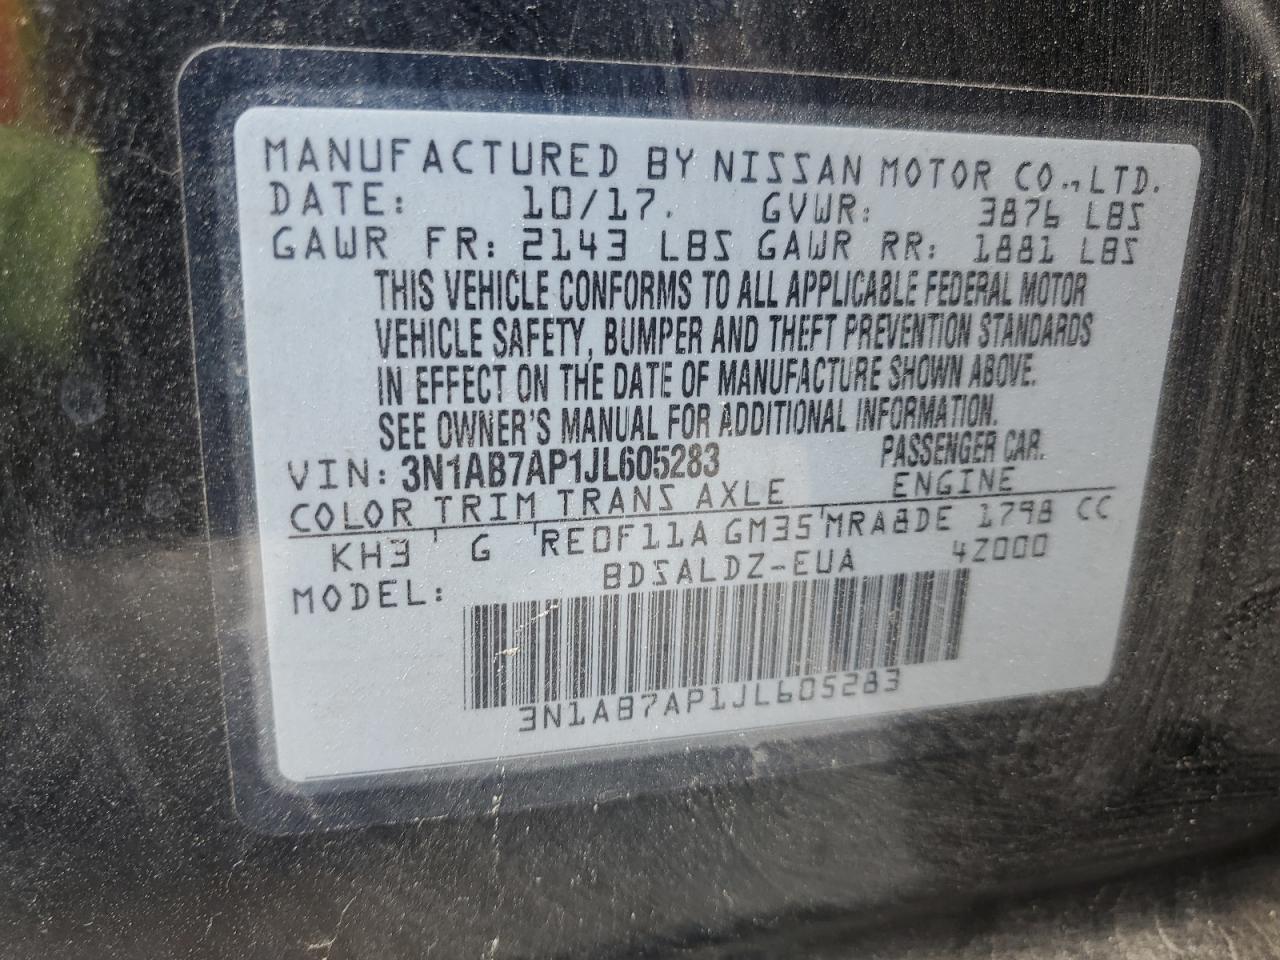 MANUFACTURED BY NISSAN MOTOR CO.,LTD.
DATE: 10/17. GVWR: 3876 LBS
GAWR FR: 2143 LBS GAWR RR: 1881 LBS
THIS VEHICLE CONFORMS TO ALL APPLICABLE FEDERAL MOTOR
VEHICLE SAFETY, BUMPER AND THEFT PREVENTION STANDARDS
IN EFFECT ON THE DATE OF MANUFACTURE SHOWN ABOVE.
SEE OWNER'S MANUAL FOR ADDITIONAL INFORMATION.
VIN: 3N1AB7AP1JL605283 PASSENGER CAR.
COLOR TRIM TRANS AXLE ENGINE
KH3 G RE0F11A GM35 MRA8DE 1798 CC
MODEL: BDSALDZ-EUA 4Z000
3N1AB7AP1JL605283